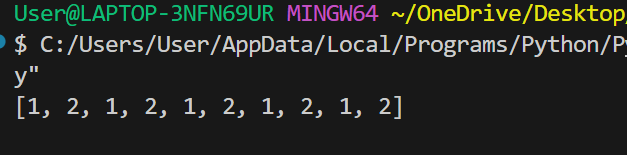 User@LAPTOP-3NFN69UR MINGW64 ~/OneDrive/Desktop/
$ C:/Users/User/AppData/Local/Programs/Python/Py
y"
[1, 2, 1, 2, 1, 2, 1, 2, 1, 2]